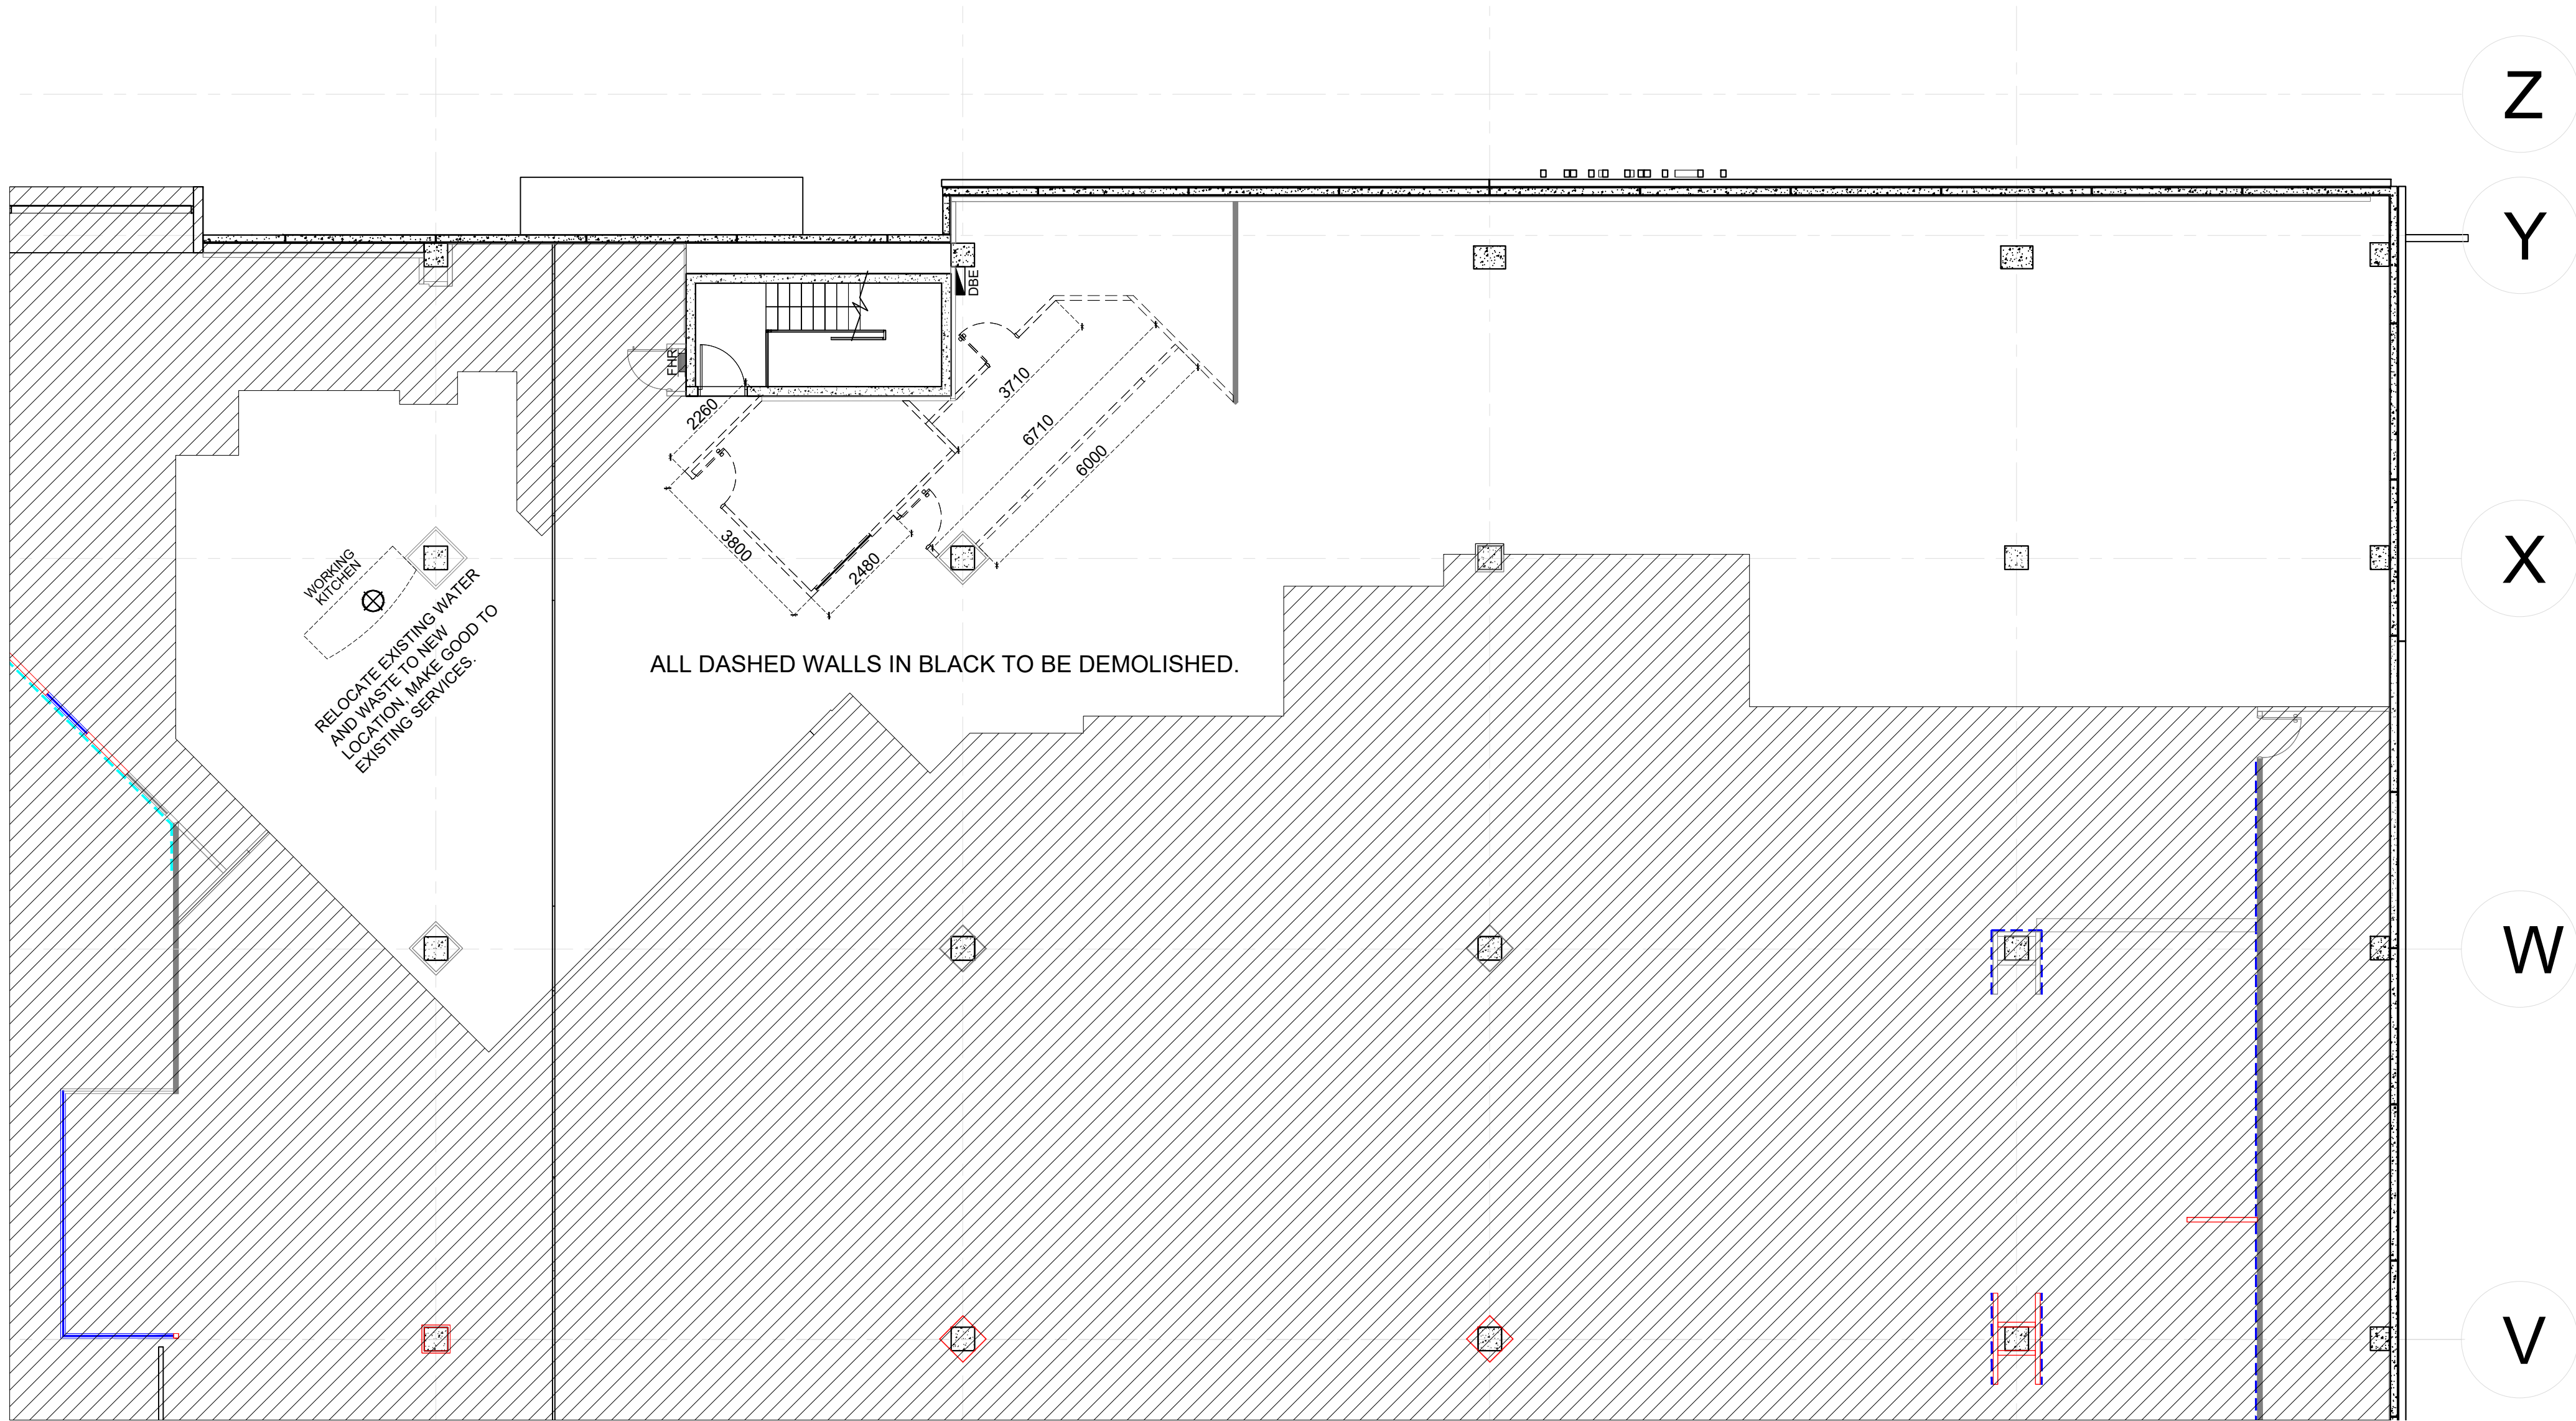 Z
Y
DBE
FHR
3710
2260
6710
6000
3800
2480
X
WORKING
KITCHEN
RELOCATE EXISTING WATER
AND WASTE TO NEW
LOCATION, MAKE GOOD TO
EXISTING SERVICES.
ALL DASHED WALLS IN BLACK TO BE DEMOLISHED.
W
V